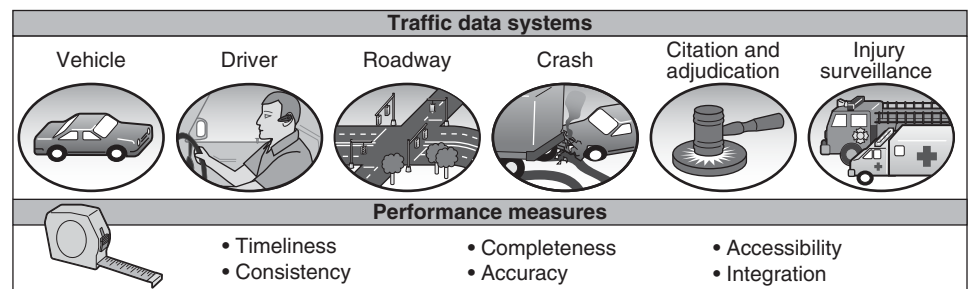 Traffic data systems
Vehicle
Driver
Roadway
Crash
Citation and
adjudication
Injury
surveillance
Performance measures
• Timeliness
• Completeness
• Accessibility
• Consistency
• Accuracy
• Integration